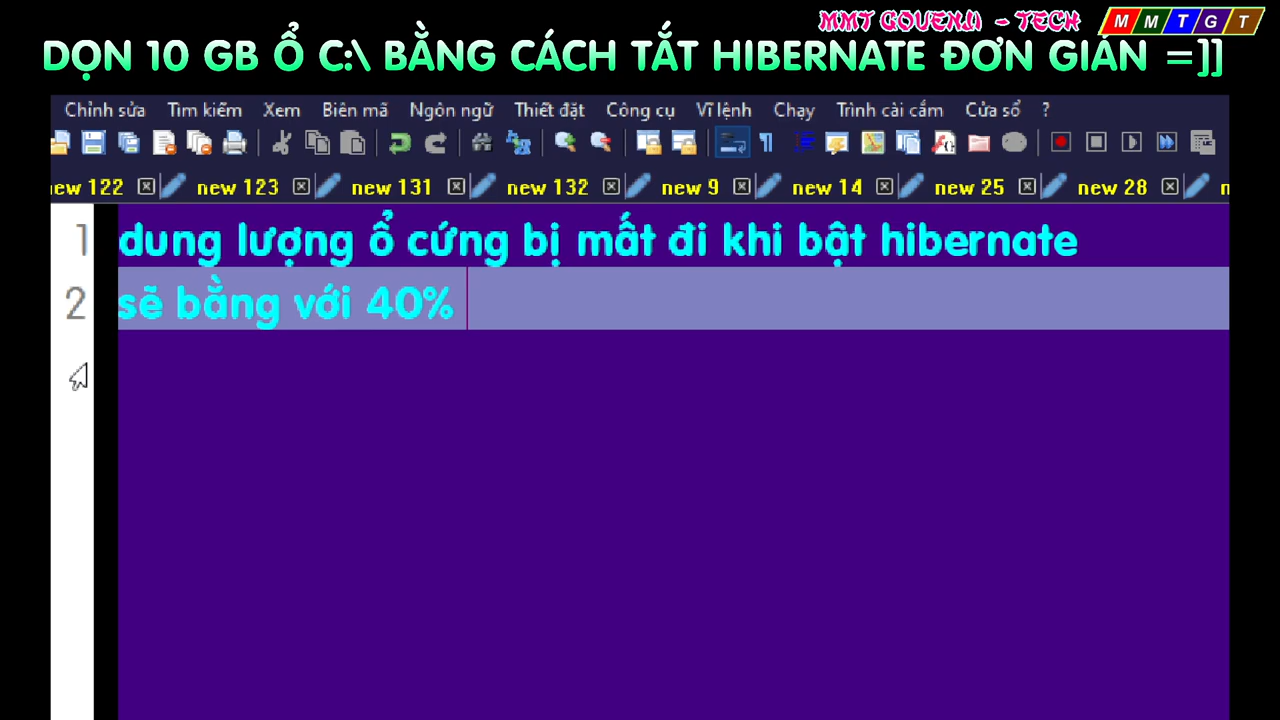 MMT GOUENJI - TECH
MMTGT
DỌN 10 GB Ổ C:\ BẰNG CÁCH TẮT HIBERNATE ĐƠN GIẢN =]]
Chỉnh sửa Tìm kiếm Xem Biên mã Ngôn ngữ Thiết đặt Công cụ Vĩ lệnh Chạy Trình cài cắm Cửa sổ ?
new 122 new 123 new 131 new 132 new 9 new 14 new 25 new 28
1 dung lượng ổ cứng bị mất đi khi bật hibernate
2 sẽ bằng với 40%